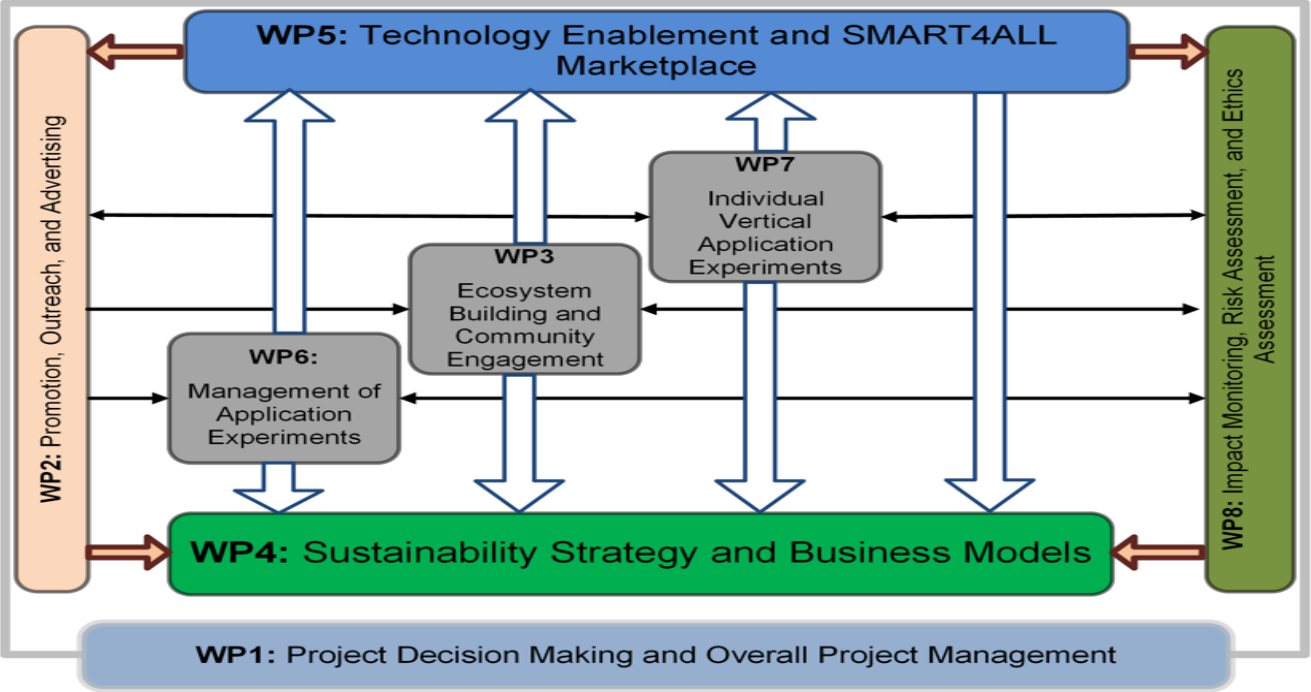 WP5: Technology Enablement and SMART4ALL
Marketplace
WP2: Promotion, Outreach, and Advertising
WP7
Individual
Vertical
Application
Experiments
WP3
Ecosystem
Building and
Community
Engagement
WP6:
Management of
Application
Experiments
WP8: Impact Monitoring, Risk Assessment, and Ethics
Assessment
WP4: Sustainability Strategy and Business Models
WP1: Project Decision Making and Overall Project Management